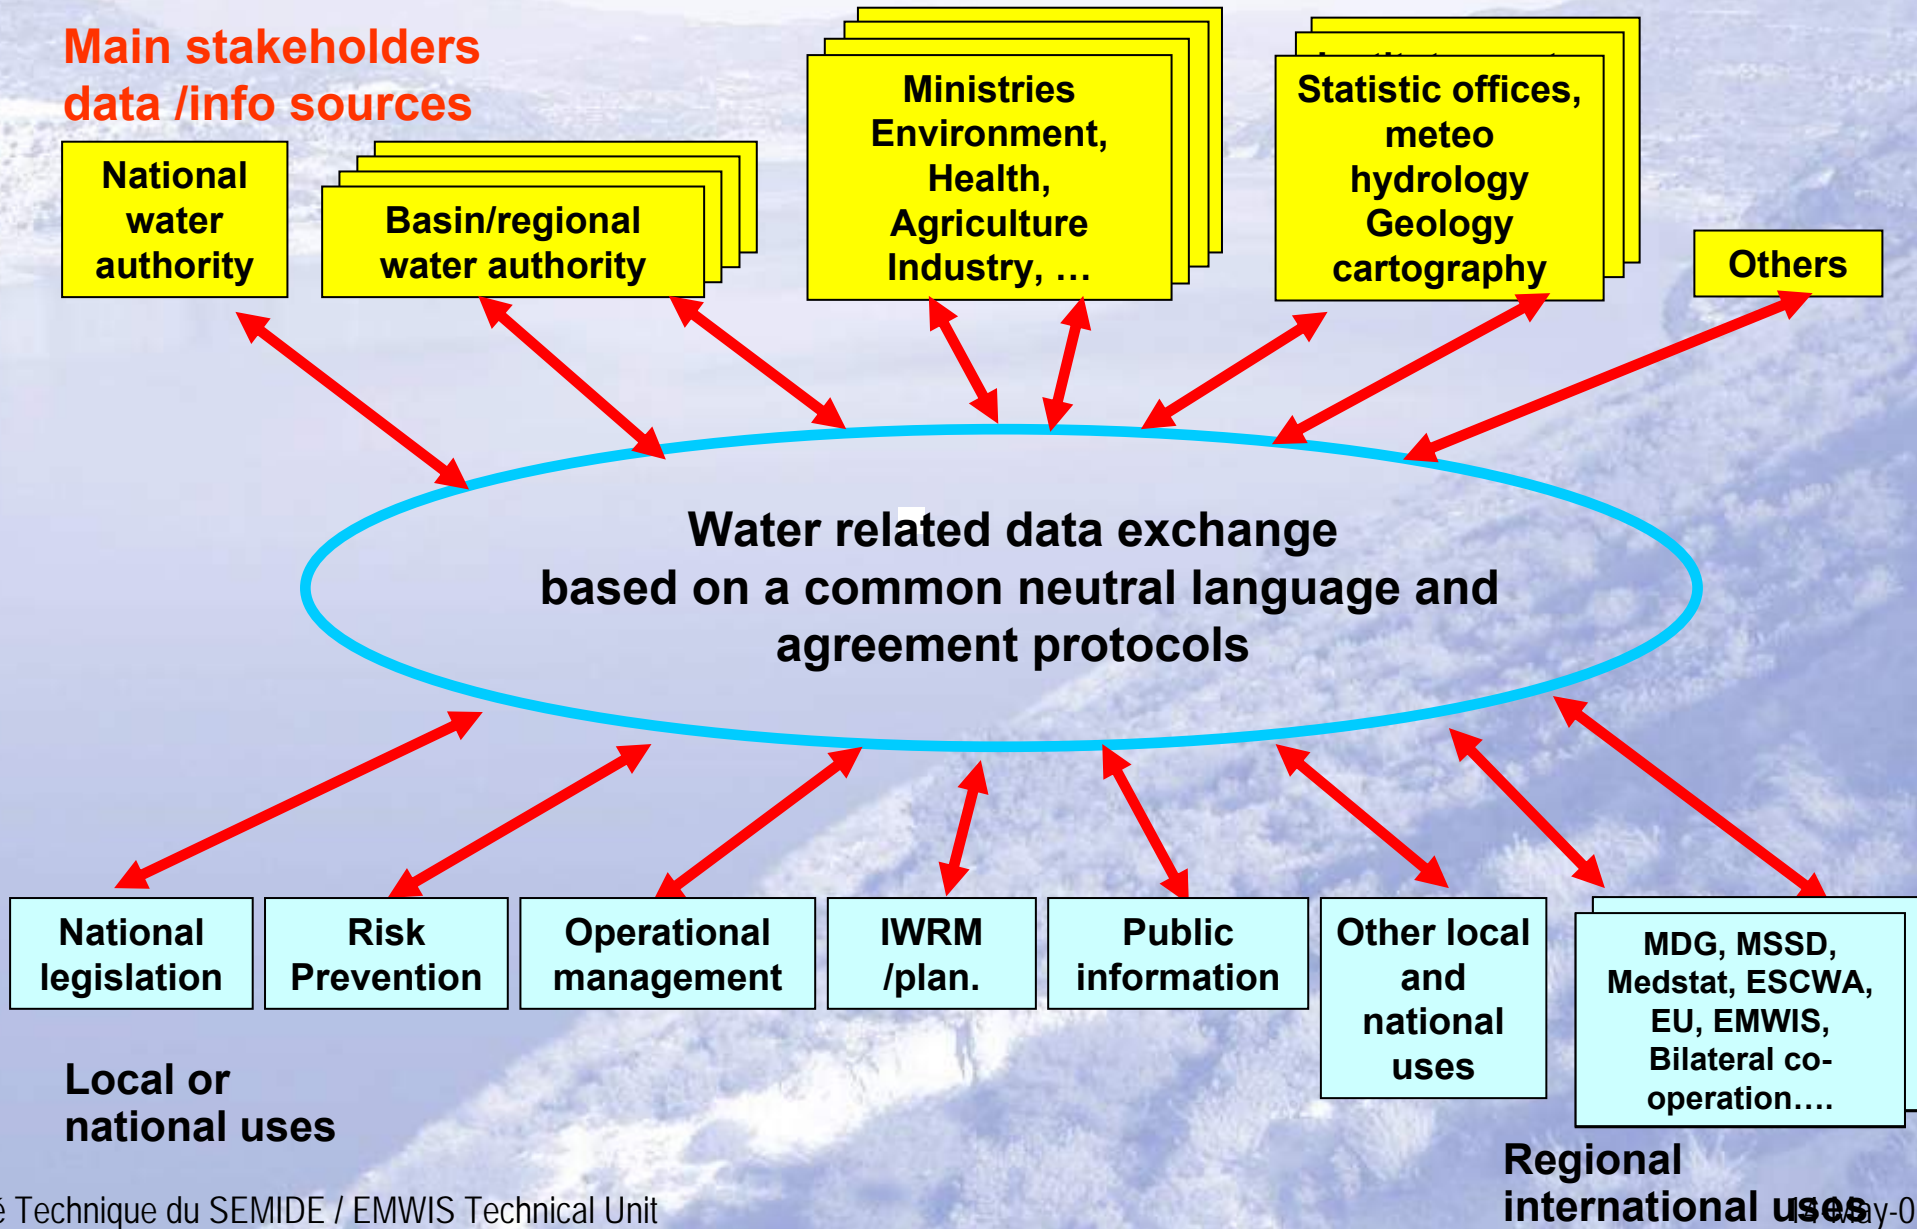 Main stakeholders
data /info sources
National
water
authority
Basin/regional
water authority
Ministries
Environment,
Health,
Agriculture
Industry, …
Statistic offices,
meteo
hydrology
Geology
cartography
Others
Water related data exchange
based on a common neutral language and
agreement protocols
National
legislation
Risk
Prevention
Operational
management
IWRM
/plan.
Public
information
Other local
and
national
uses
MDG, MSSD,
Medstat, ESCWA,
EU, EMWIS,
Bilateral co-
operation….
Local or
national uses
Regional
international uses
é Technique du SEMIDE / EMWIS Technical Unit
14-May-0